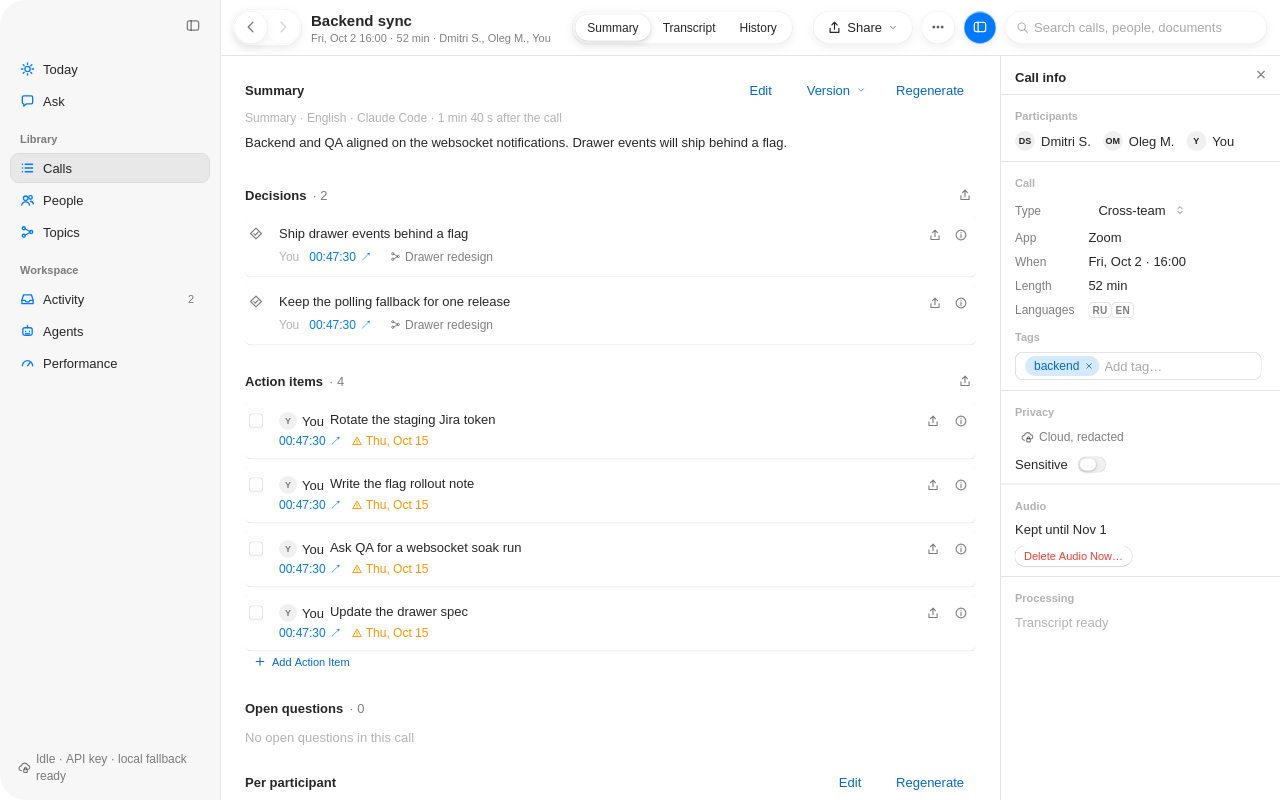 Today
Ask
Library
Calls
People
Topics
Workspace
Activity 2
Agents
Performance
Idle · API key · local fallback
ready
Backend sync
Fri, Oct 2 16:00 · 52 min · Dmitri S., Oleg M., You
Summary Transcript History
Share
Search calls, people, documents
Summary
Edit Version Regenerate
Summary · English · Claude Code · 1 min 40 s after the call
Backend and QA aligned on the websocket notifications. Drawer events will ship behind a flag.
Decisions · 2
Ship drawer events behind a flag
You 00:47:30 Drawer redesign
Keep the polling fallback for one release
You 00:47:30 Drawer redesign
Action items · 4
Y You Rotate the staging Jira token
00:47:30 Thu, Oct 15
Y You Write the flag rollout note
00:47:30 Thu, Oct 15
Y You Ask QA for a websocket soak run
00:47:30 Thu, Oct 15
Y You Update the drawer spec
00:47:30 Thu, Oct 15
Add Action Item
Open questions · 0
No open questions in this call
Per participant
Edit Regenerate
Call info
Participants
DS Dmitri S. OM Oleg M. Y You
Call
Type Cross-team
App Zoom
When Fri, Oct 2 · 16:00
Length 52 min
Languages RU EN
Tags
backend Add tag…
Privacy
Cloud, redacted
Sensitive
Audio
Kept until Nov 1
Delete Audio Now…
Processing
Transcript ready